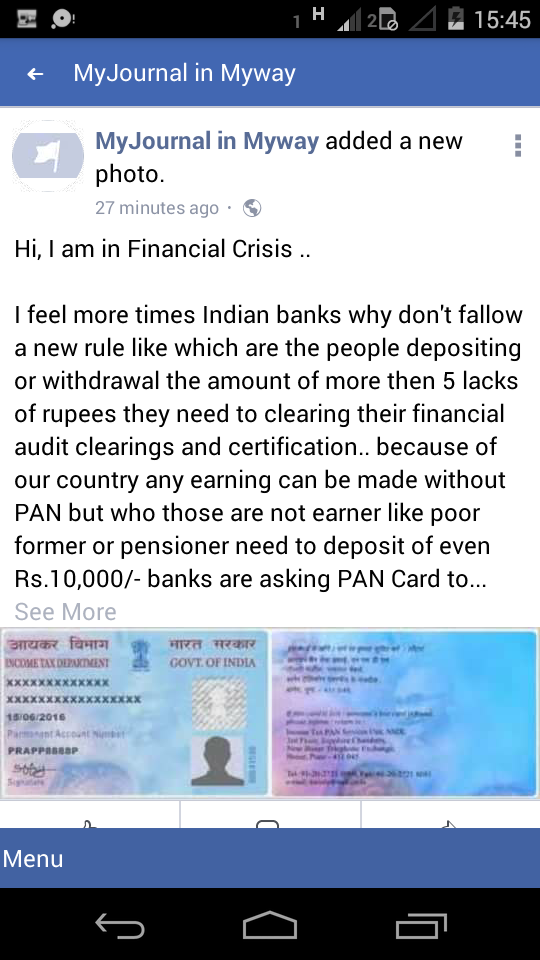 1 H 2 15:45
MyJournal in Myway
MyJournal in Myway added a new
photo.
27 minutes ago ·
Hi, I am in Financial Crisis ..
I feel more times Indian banks why don't fallow
a new rule like which are the people depositing
or withdrawal the amount of more then 5 lacks
of rupees they need to clearing their financial
audit clearings and certification.. because of
our country any earning can be made without
PAN but who those are not earner like poor
former or pensioner need to deposit of even
Rs.10,000/- banks are asking PAN Card to...
See More
आयकर विभाग
भारत सरकार
INCOME TAX DEPARTMENT
GOVT. OF INDIA
XXXXXXXXXXXXX
XXXXXXXXXXXXXXXXX
15/06/2016
Permanent Account Number
PRAPP8888P
Signature
Income Tax PAN Services Unit, NSDL
Menu